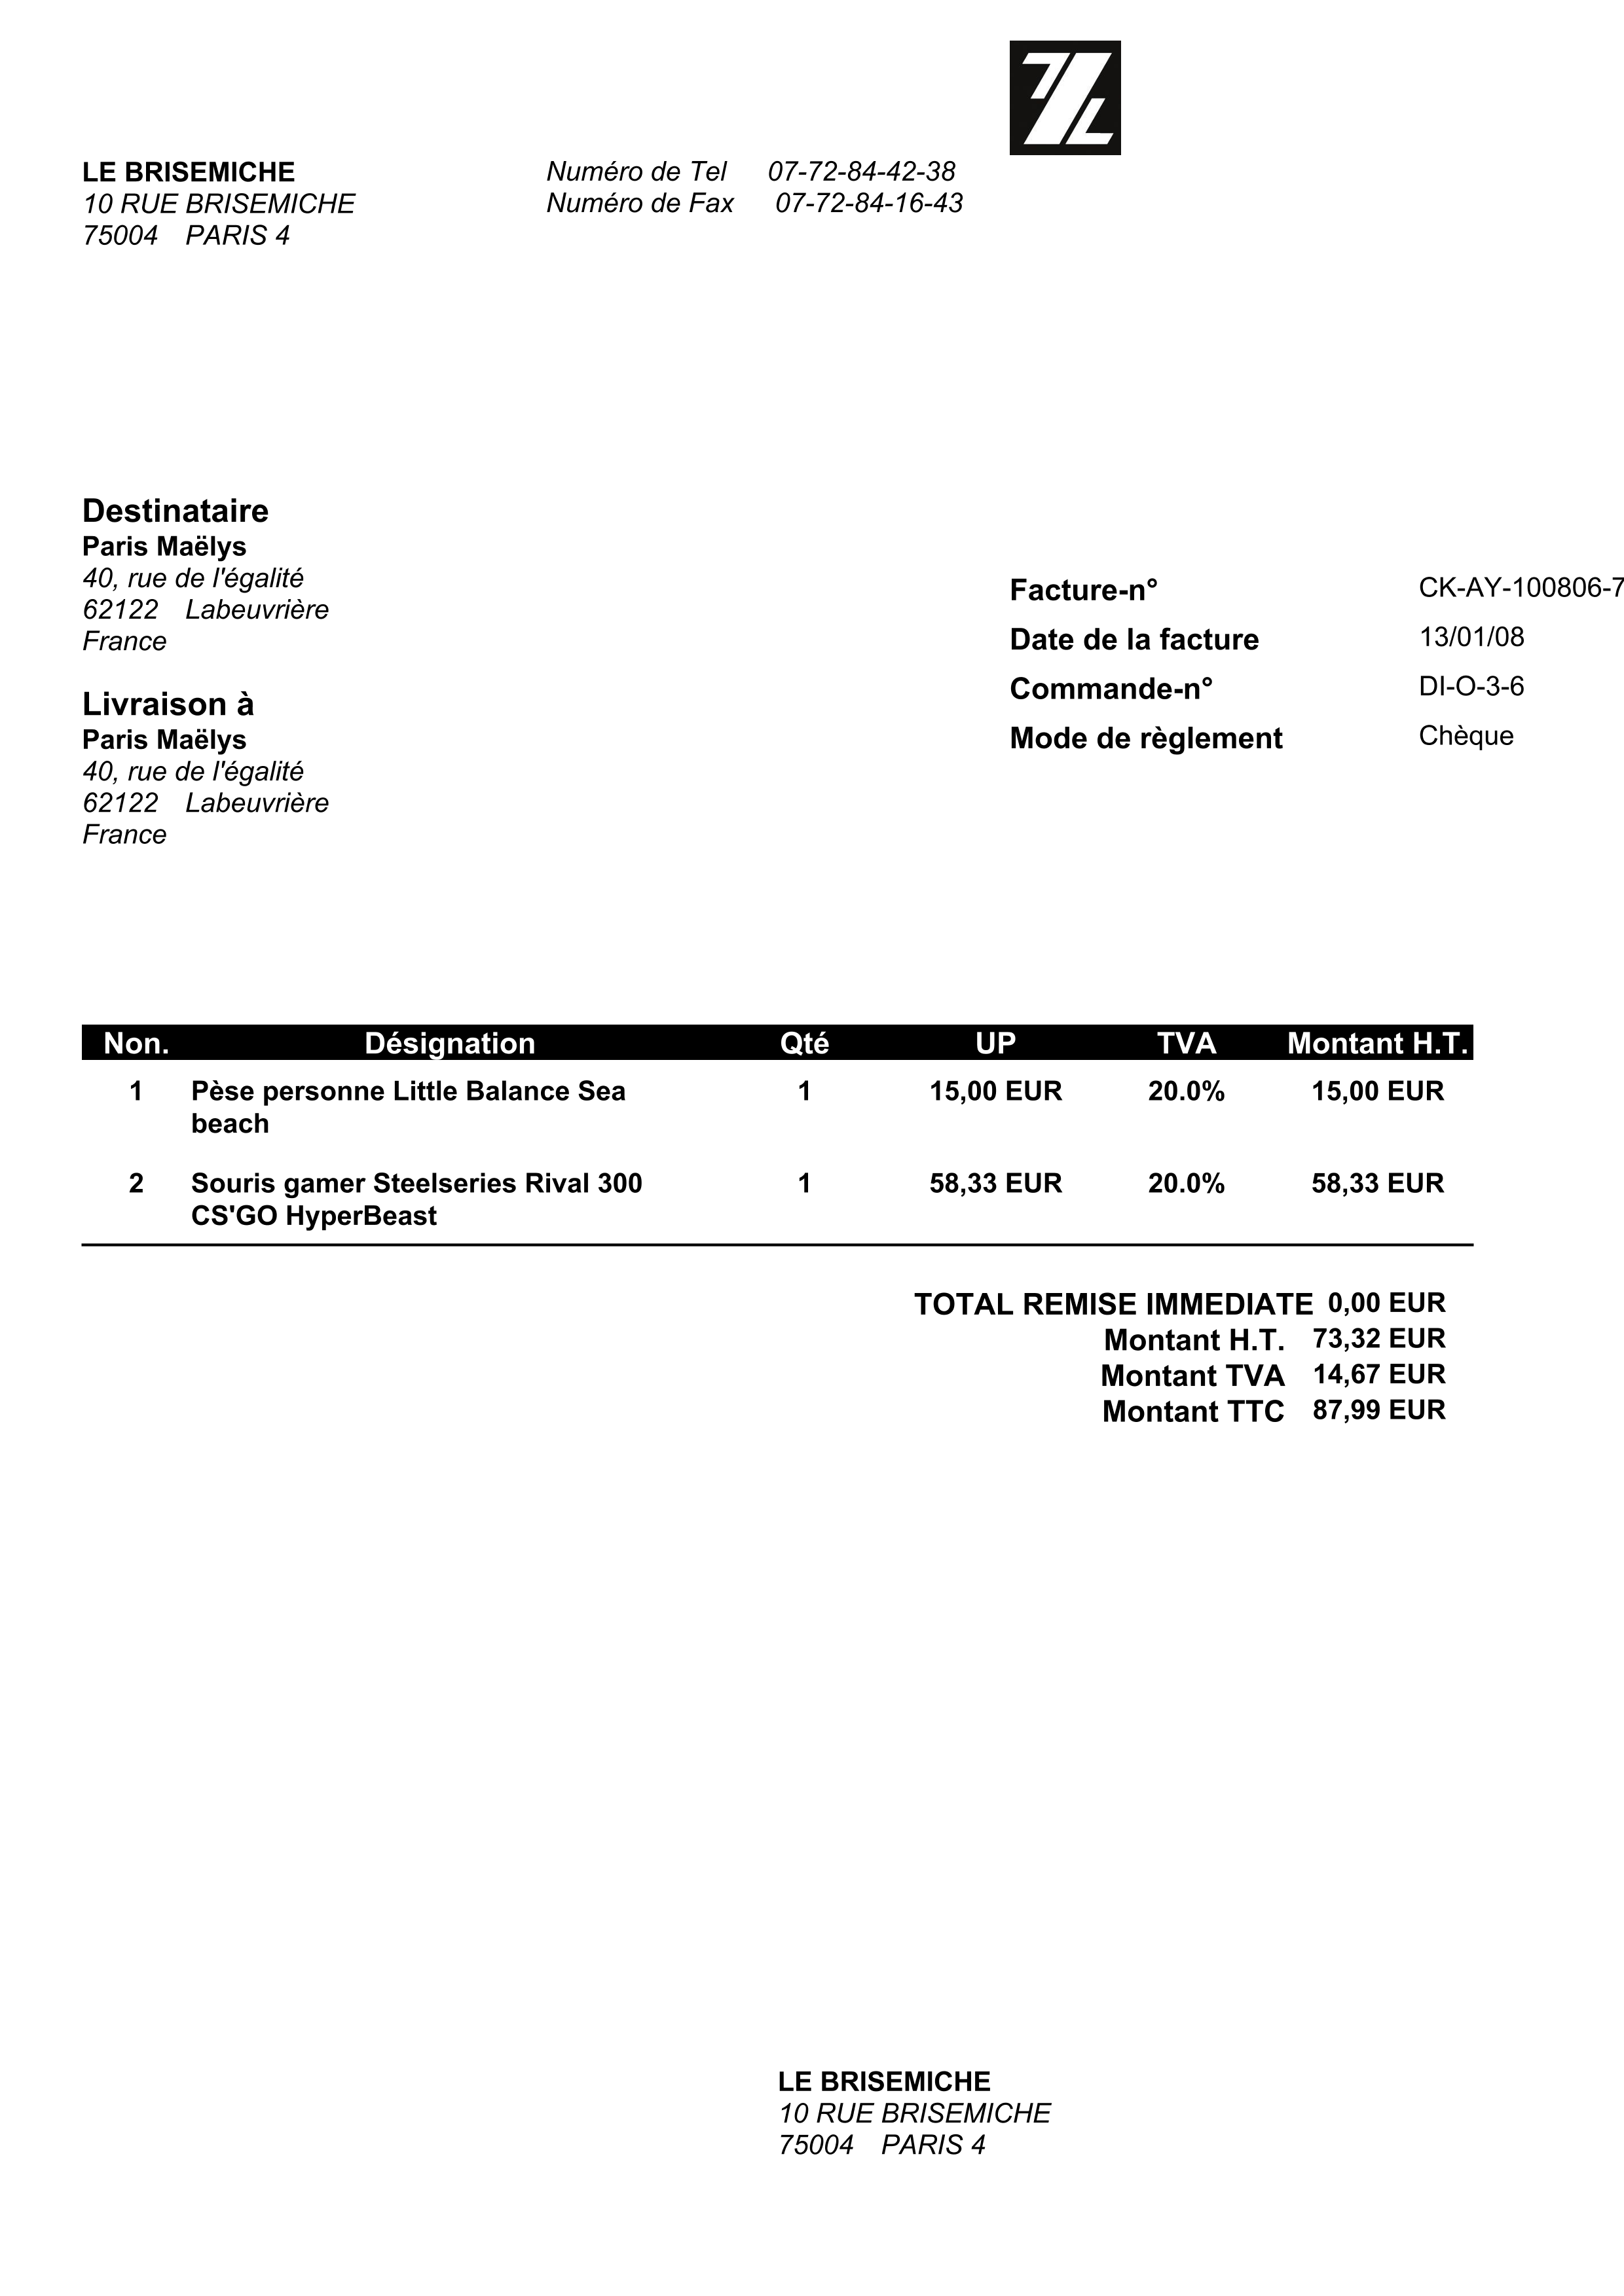 LE BRISEMICHE
10 RUE BRISEMICHE
75004 PARIS 4
Numéro de Tel 07-72-84-42-38
Numéro de Fax 07-72-84-16-43
Destinataire
Paris Maëlys
40, rue de l'égalité
62122 Labeuvrière
France
Livraison à
Paris Maëlys
40, rue de l'égalité
62122 Labeuvrière
France
Facture-n° CK-AY-100806-7
Date de la facture 13/01/08
Commande-n° DI-O-3-6
Mode de règlement Chèque
Non. Désignation Qté UP TVA Montant H.T.
1 Pèse personne Little Balance Sea 1 15,00 EUR 20.0% 15,00 EUR
beach
2 Souris gamer Steelseries Rival 300 1 58,33 EUR 20.0% 58,33 EUR
CS'GO HyperBeast
TOTAL REMISE IMMEDIATE 0,00 EUR
Montant H.T. 73,32 EUR
Montant TVA 14,67 EUR
Montant TTC 87,99 EUR
LE BRISEMICHE
10 RUE BRISEMICHE
75004 PARIS 4